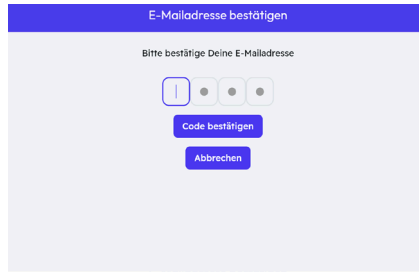 E-Mailadresse bestätigen
Bitte bestätige Deine E-Mailadresse
Code bestätigen
Abbrechen